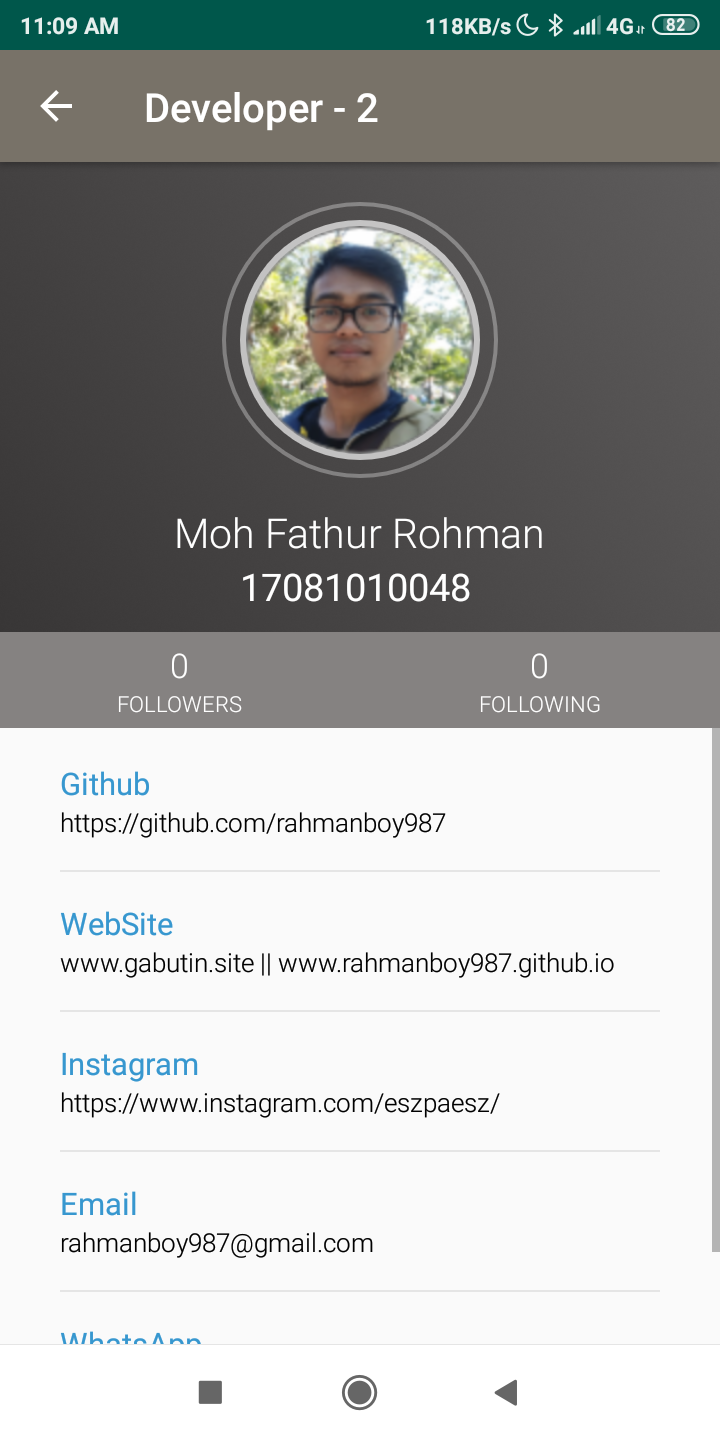 11:09 AM 118KB/s 4G 82
Developer - 2
Moh Fathur Rohman
17081010048
0 0
FOLLOWERS FOLLOWING
Github
https://github.com/rahmanboy987
WebSite
www.gabutin.site || www.rahmanboy987.github.io
Instagram
https://www.instagram.com/eszpaesz/
Email
rahmanboy987@gmail.com
WhatsApp